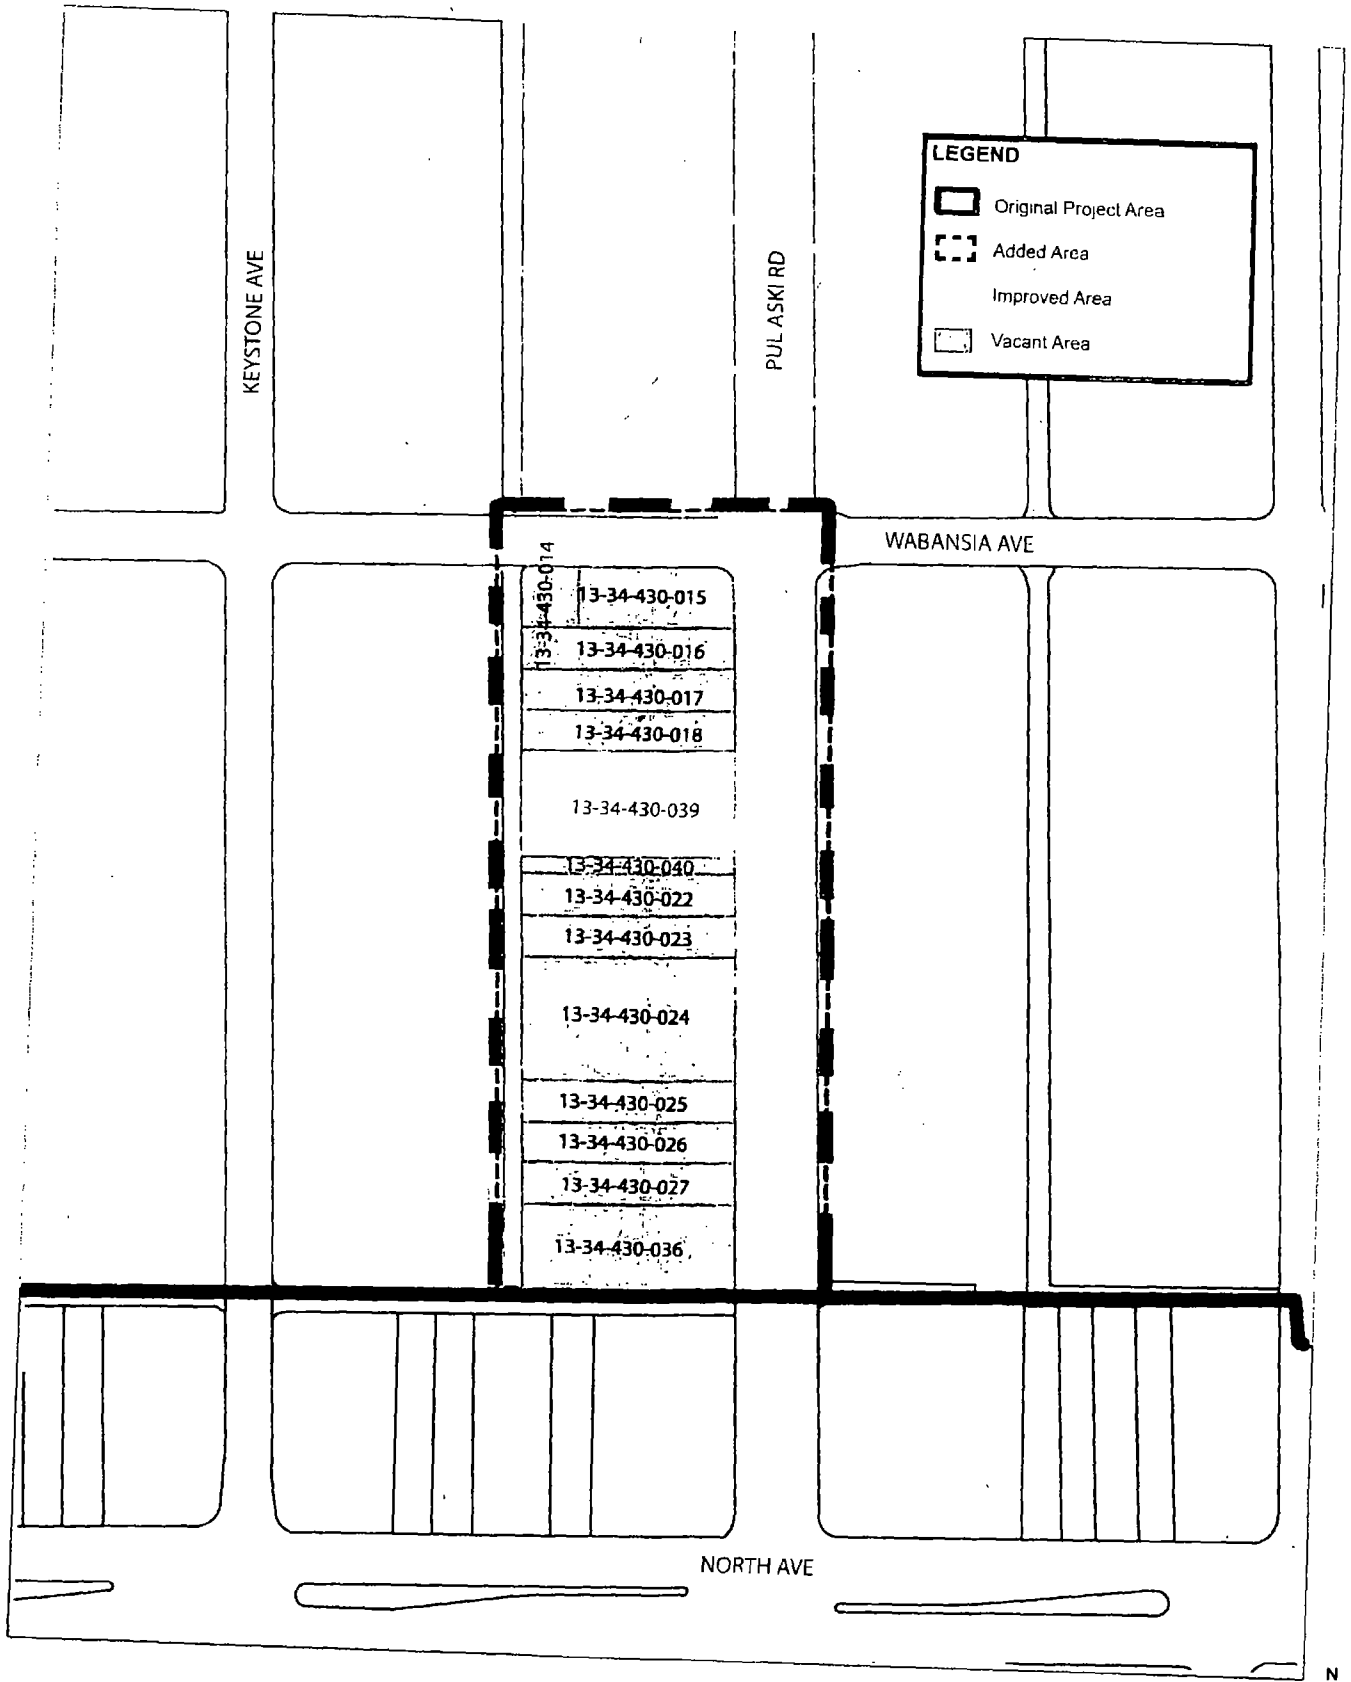 LEGEND
Original Project Area
Added Area
Improved Area
Vacant Area
KEYSTONE AVE
PULASKI RD
WABANSIA AVE
13-34-430-014
13-34-430-015
13-34-430-016
13-34-430-017
13-34-430-018
13-34-430-039
13-34-430-040
13-34-430-022
13-34-430-023
13-34-430-024
13-34-430-025
13-34-430-026
13-34-430-027
13-34-430-036
NORTH AVE
N